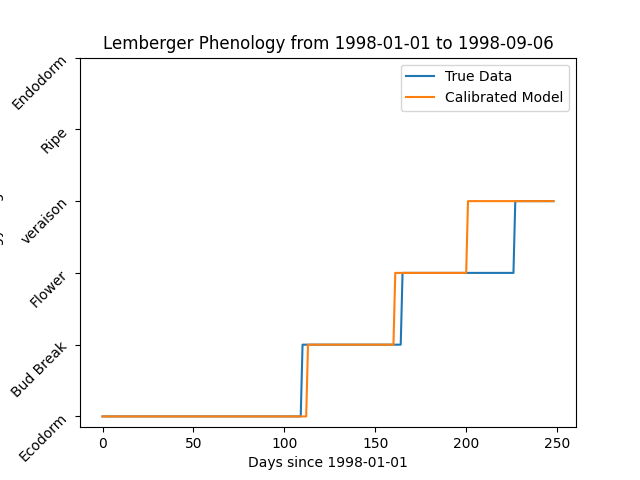 Lemberger Phenology from 1998-01-01 to 1998-09-06
True Data
Calibrated Model
Endodorm
Ripe
veraison
Flower
Bud Break
Ecodorm
0 50 100 150 200 250
Days since 1998-01-01